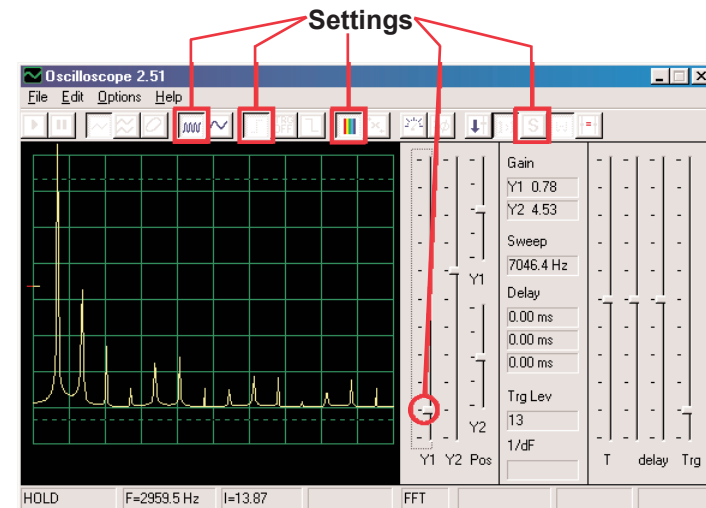 Settings
Oscilloscope 2.51
File Edit Options Help
S
Gain
Y1 0.78
Y2 4.53
Sweep
7046.4 Hz
Y1
Delay
0.00 ms
0.00 ms
0.00 ms
Trg Lev
13
Y2
1/dF
Y1 Y2 Pos
T delay Trg
HOLD F=2959.5 Hz I=13.87 FFT